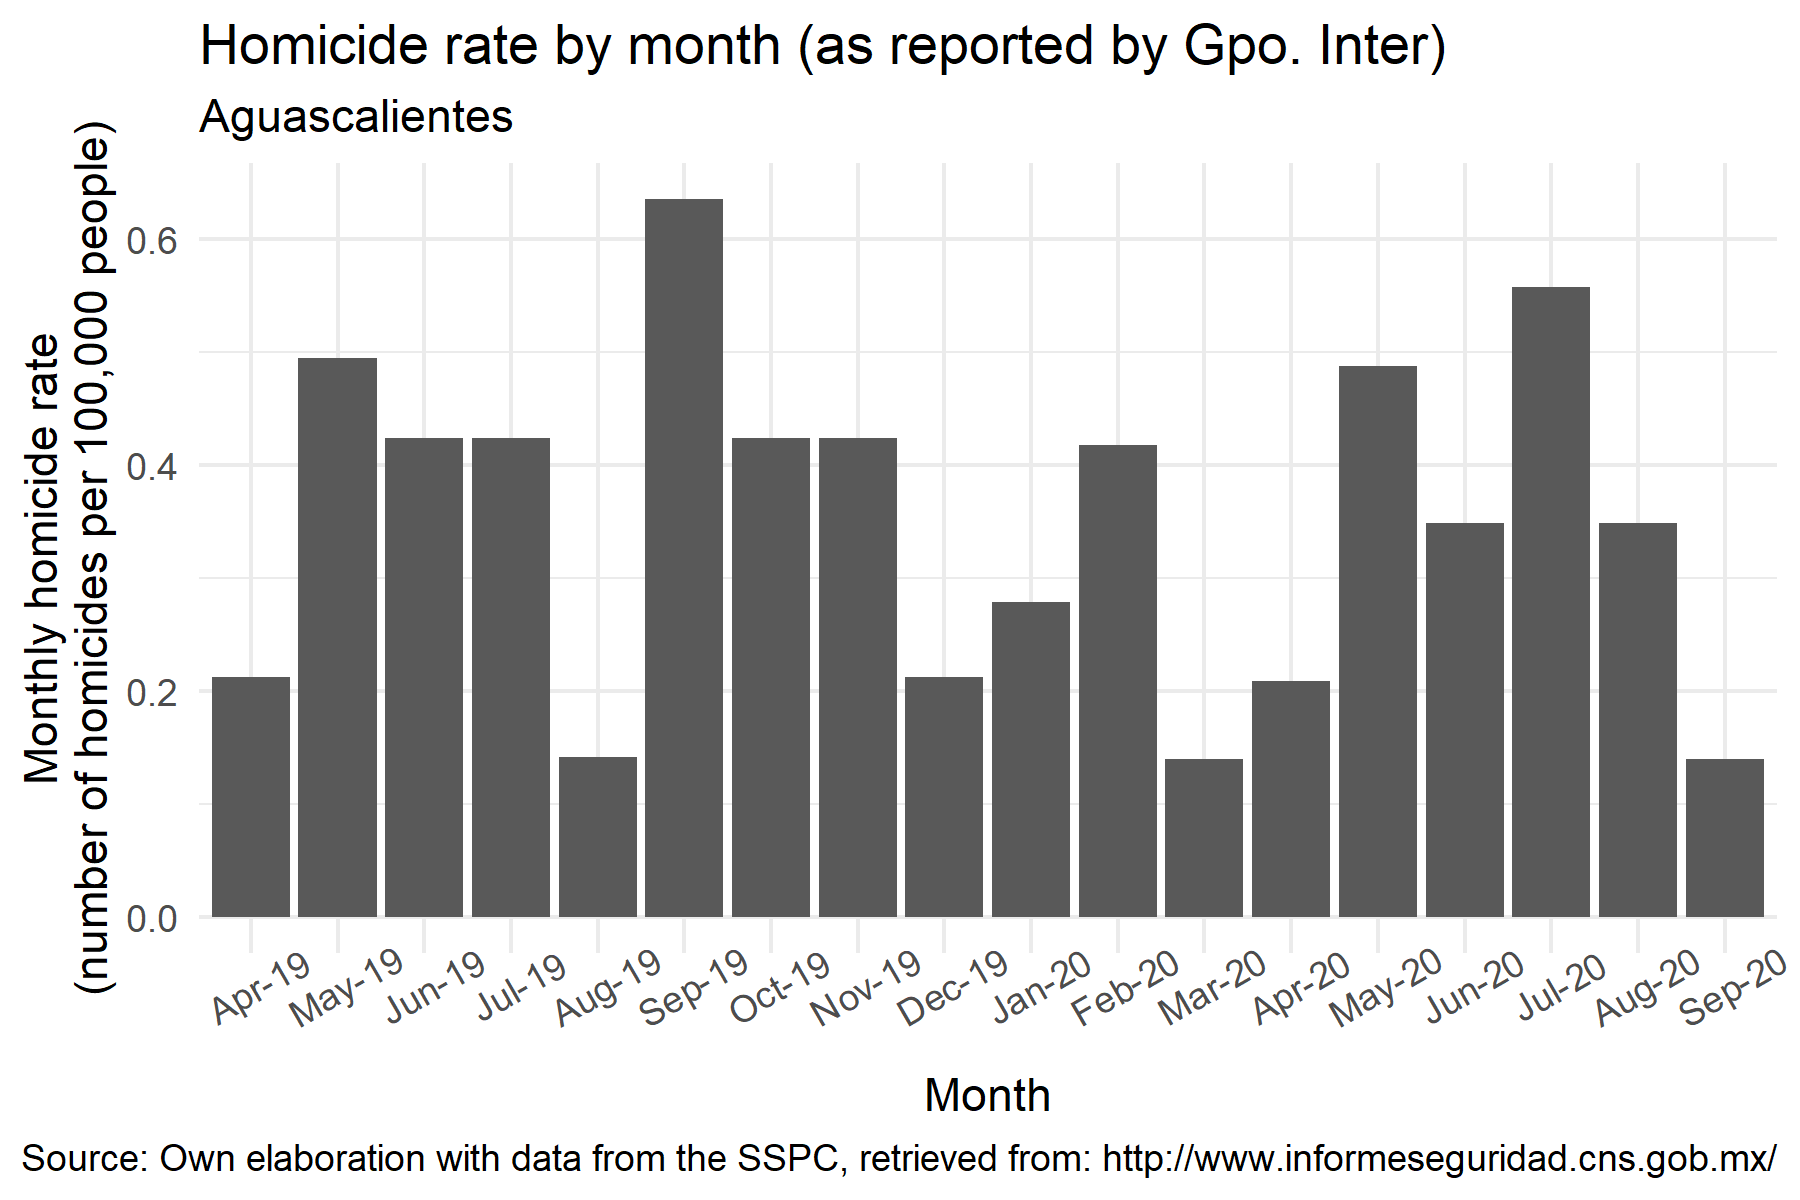 Homicide rate by month (as reported by Gpo. Inter)
Aguascalientes
Monthly homicide rate
(number of homicides per 100,000 people)
0.6
0.4
0.2
0.0
Apr-19
May-19
Jun-19
Jul-19
Aug-19
Sep-19
Oct-19
Nov-19
Dec-19
Jan-20
Feb-20
Mar-20
Apr-20
May-20
Jun-20
Jul-20
Aug-20
Sep-20
Month
Source: Own elaboration with data from the SSPC, retrieved from: http://www.informeseguridad.cns.gob.mx/